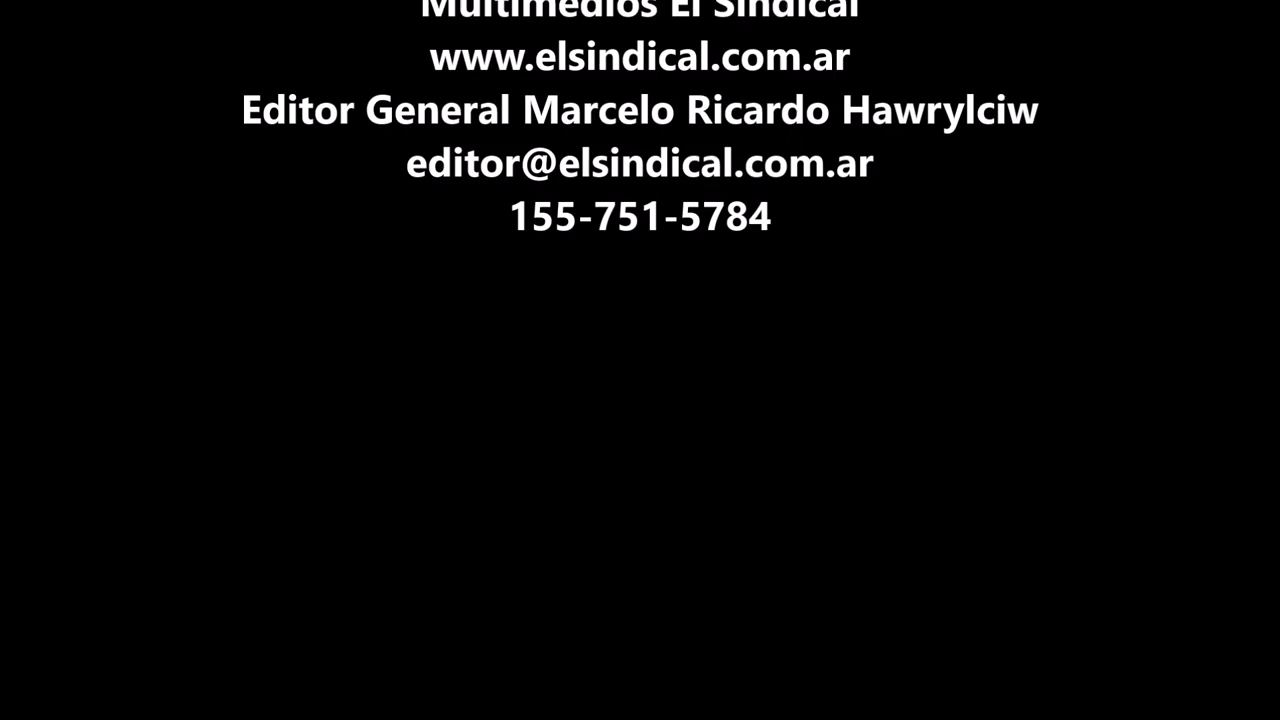 Multimedios El Sindical
www.elsindical.com.ar
Editor General Marcelo Ricardo Hawrylciw
editor@elsindical.com.ar
155-751-5784